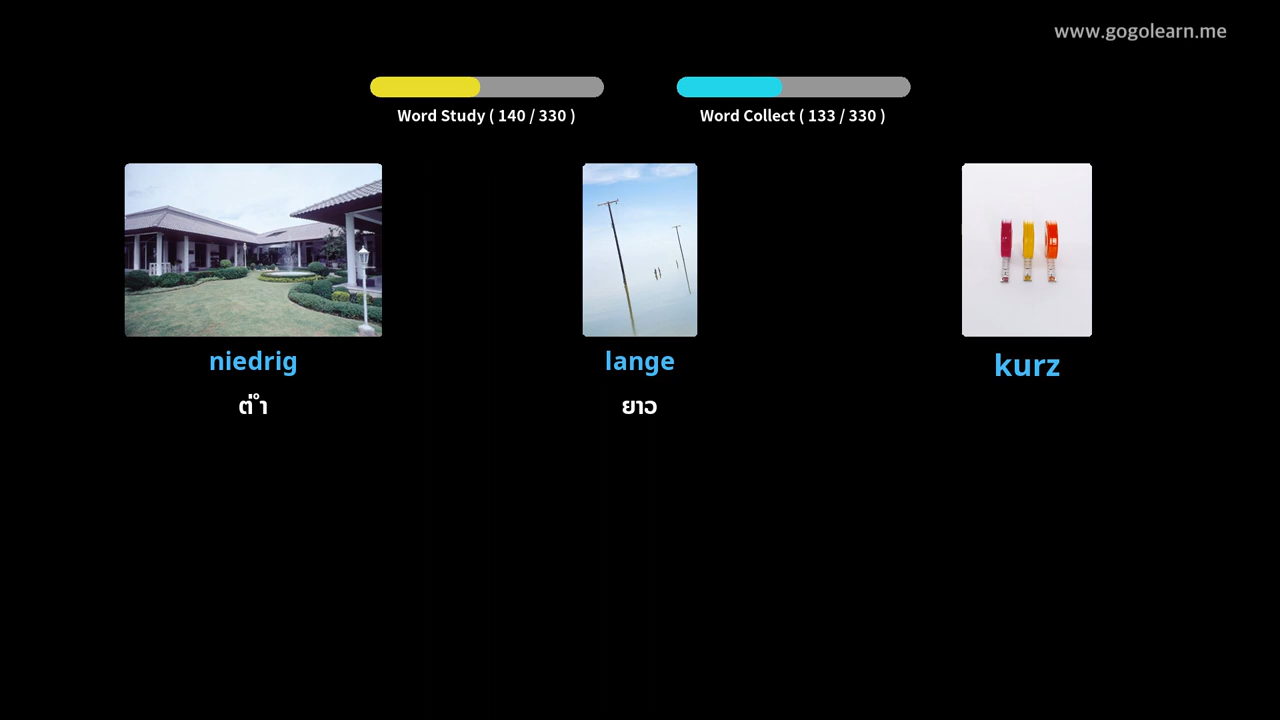 www.gogolearn.me
Word Study ( 140 / 330 )
Word Collect ( 133 / 330 )
niedrig
lange
kurz
ต่ำ
ยาว